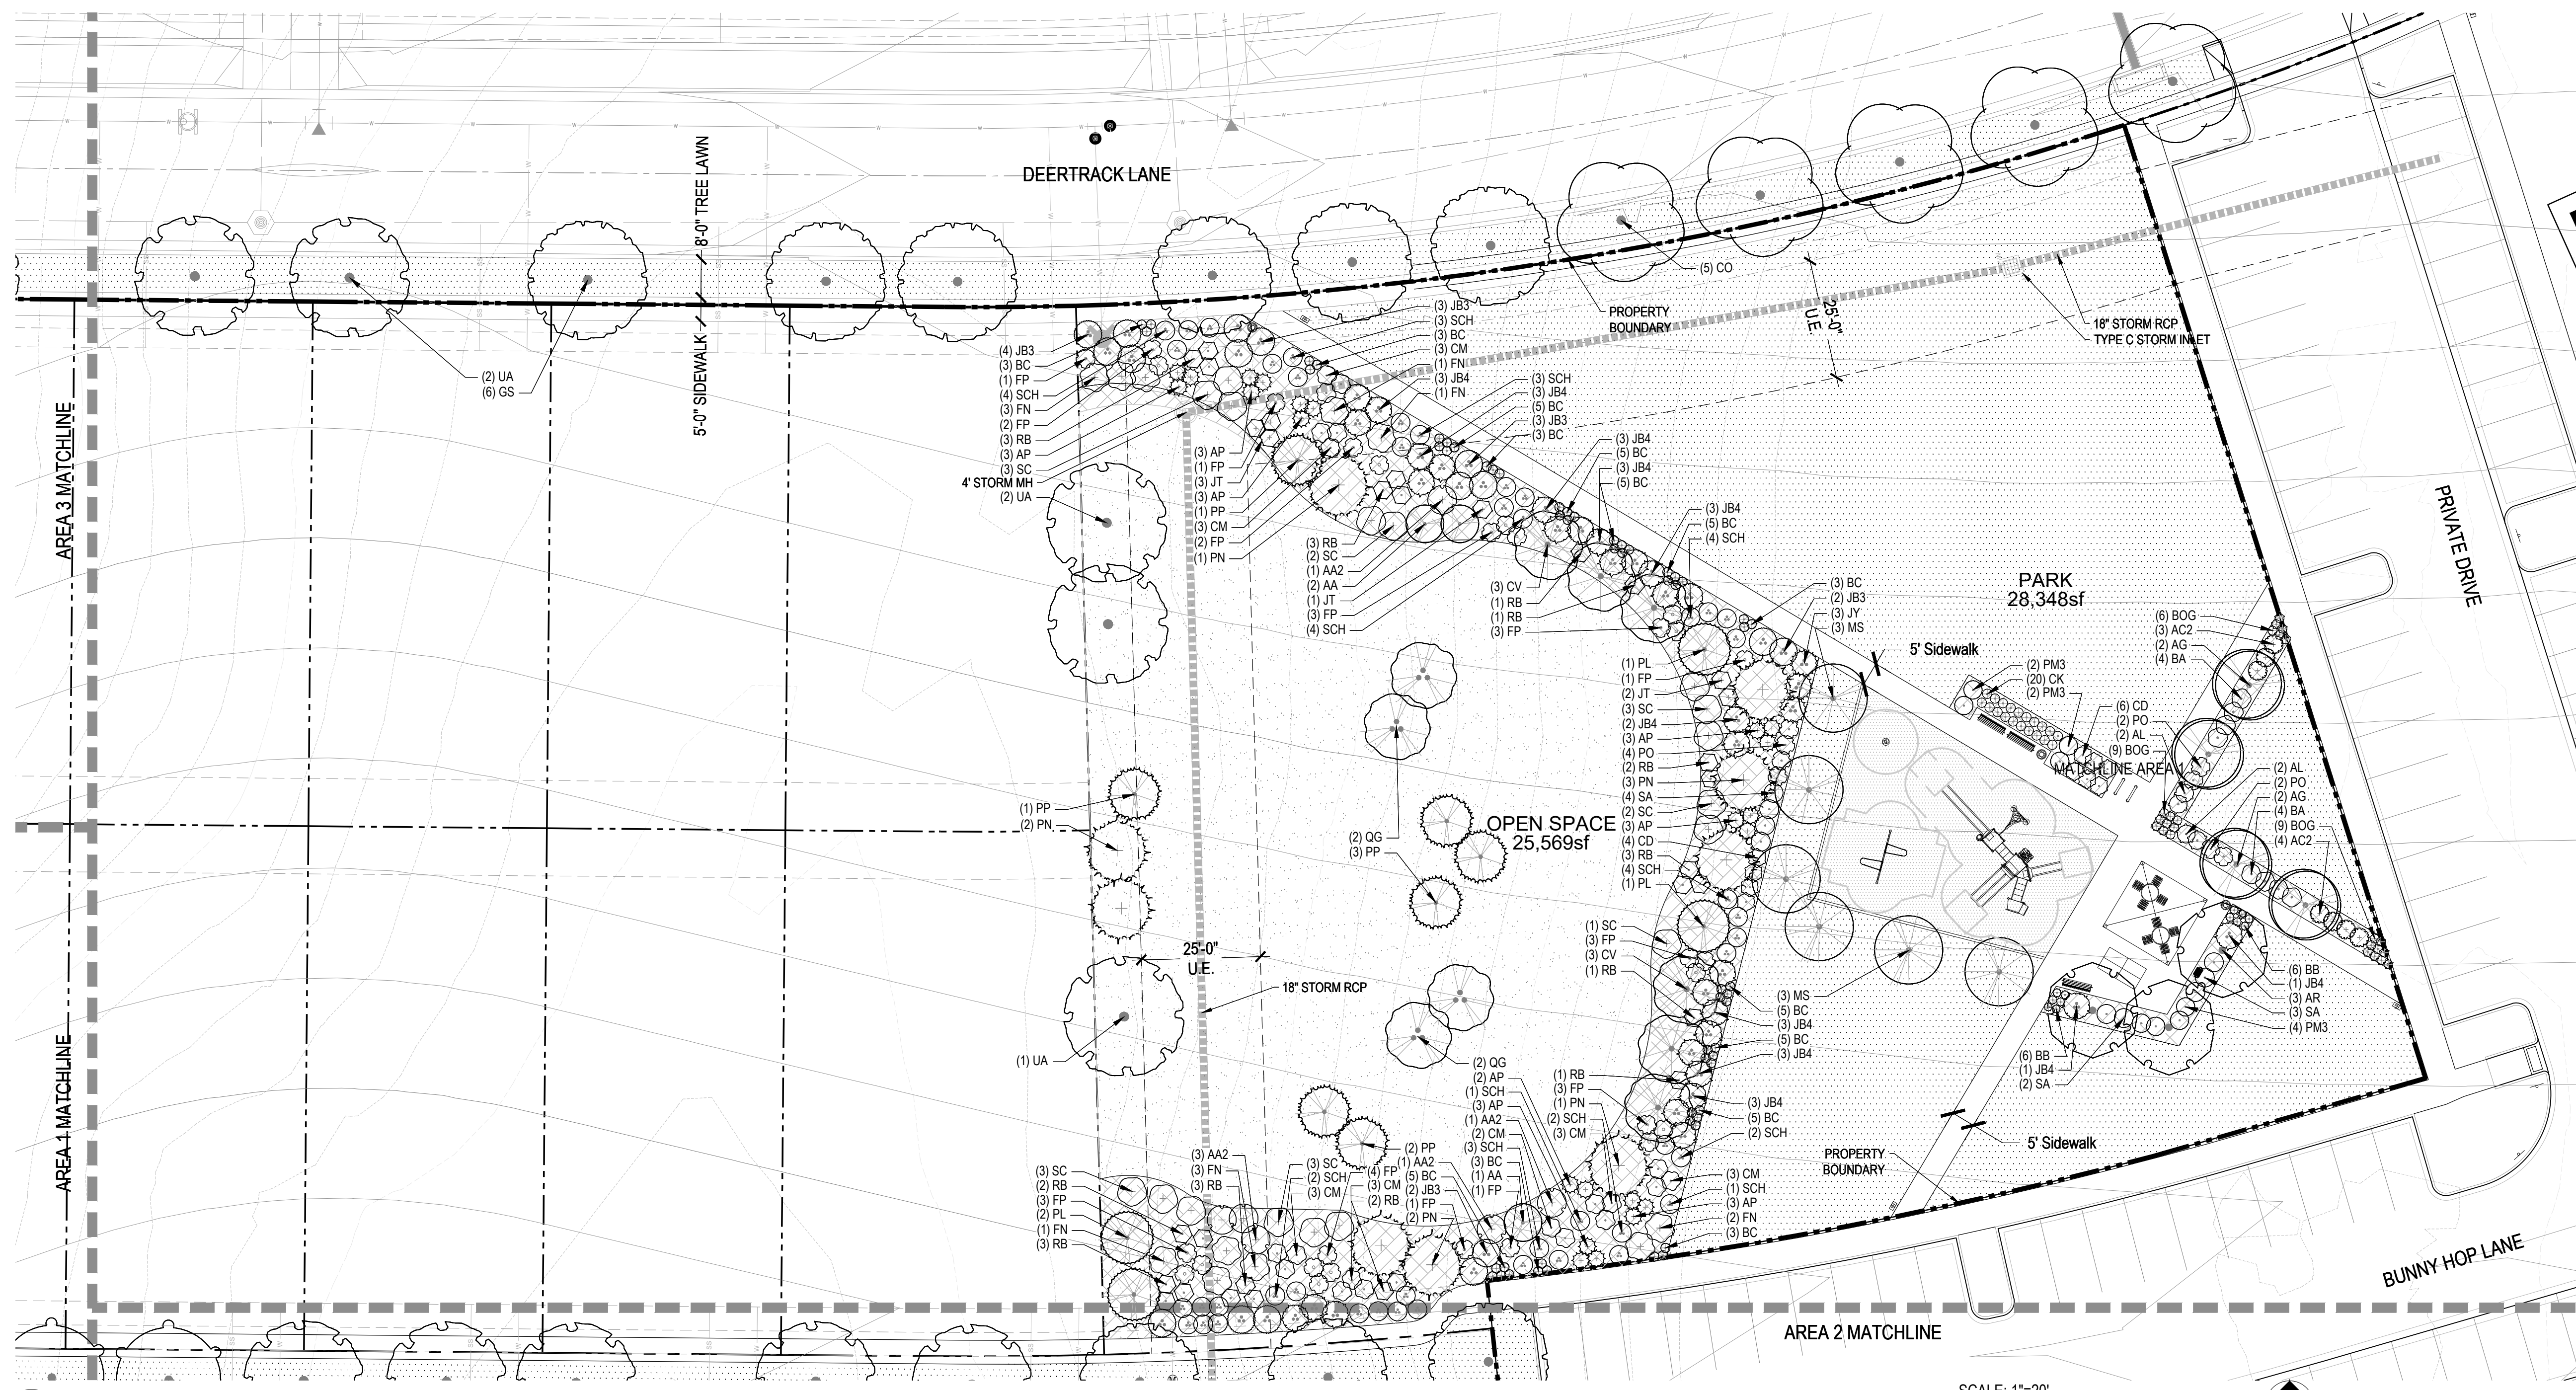 DEERTRACK LANE
8'-0" TREE LAWN
5'-0" SIDEWALK
AREA 3 MATCHLINE
AREA 1 MATCHLINE
(2) UA
(6) GS
(4) JB3
(3) BC
(1) FP
(4) SCH
(3) FN
(2) FP
(3) RB
(3) AP
(3) SC
4' STORM MH
(2) UA
(3) JB3
(3) SCH
(3) BC
(3) CM
(1) FN
(3) JB4
(1) FN
(3) AP
(1) FP
(3) JT
(3) AP
(1) PP
(3) CM
(2) FP
(1) PN
(3) SCH
(3) JB4
(5) BC
(3) JB3
(3) BC
(3) JB4
(5) BC
(3) JB4
(5) BC
(3) RB
(2) SC
(1) AA2
(2) AA
(1) JT
(3) FP
(4) SCH
(3) CV
(1) RB
(1) RB
(3) FP
(3) JB4
(5) BC
(4) SCH
(3) BC
(2) JB3
(3) JY
(3) MS
(5) CO
PROPERTY
BOUNDARY
25'-0"
U.E.
18" STORM RCP
TYPE C STORM INLET
PRIVATE DRIVE
PARK
28,348sf
5' Sidewalk
(2) PM3
(20) CK
(2) PM3
(6) BOG
(3) AC2
(2) AG
(4) BA
(6) CD
(2) PO
(2) AL
(9) BOG
MATCHLINE AREA 1
(2) AL
(2) PO
(2) AG
(4) BA
(9) BOG
(4) AC2
(1) PL
(1) FP
(2) JT
(3) SC
(2) JB4
(3) AP
(4) PO
(2) RB
(3) PN
(4) SA
(2) SC
(3) AP
(4) CD
(3) RB
(4) SCH
(1) PL
OPEN SPACE
25,569sf
(1) PP
(2) PN
(2) QG
(3) PP
25'-0"
U.E.
18" STORM RCP
(1) UA
(1) SC
(3) FP
(3) CV
(1) RB
(3) MS
(5) BC
(3) JB4
(5) BC
(3) JB4
(6) BB
(1) JB4
(3) AR
(3) SA
(4) PM3
(6) BB
(1) JB4
(2) SA
(2) QG
(2) AP
(1) SCH
(3) AP
(1) AA2
(2) CM
(3) SCH
(3) BC
(1) AA
(1) FP
(1) RB
(3) FP
(1) PN
(2) SCH
(3) CM
(3) JB4
(5) BC
(2) SCH
5' Sidewalk
PROPERTY
BOUNDARY
(3) CM
(1) SCH
(3) AP
(2) FN
(3) BC
(3) SC
(2) RB
(3) FP
(2) PL
(1) FN
(3) RB
(3) AA2
(3) FN
(3) RB
(3) SC
(2) SCH
(3) CM
(4) FP
(3) CM
(2) RB
(2) PP
(1) AA2
(5) BC
(2) JB3
(1) FP
(2) PN
BUNNY HOP LANE
AREA 2 MATCHLINE
SCALE: 1"=20'